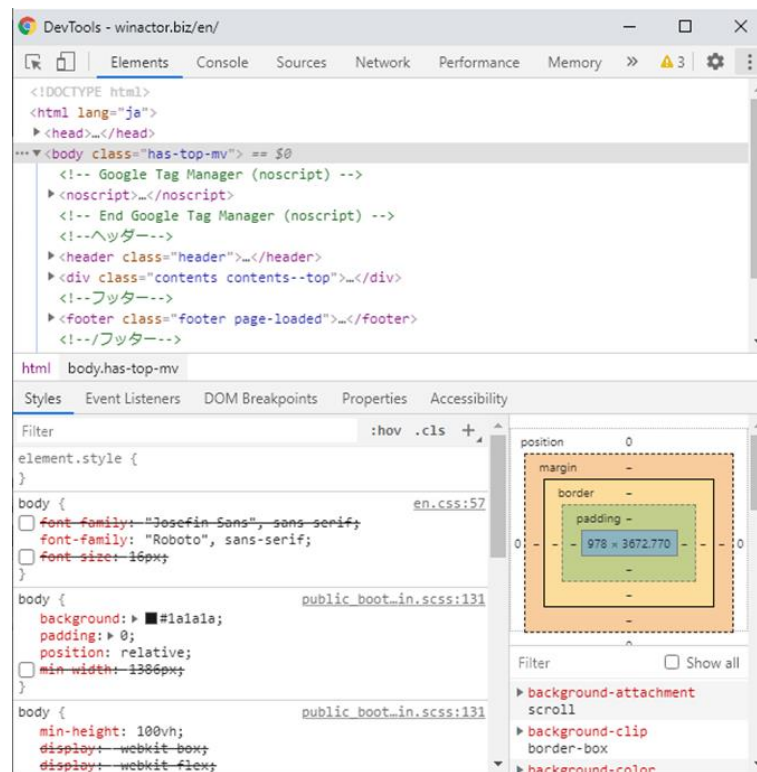 DevTools - winactor.biz/en/
Elements Console Sources Network Performance Memory » 3
<!DOCTYPE html>
<html lang="ja">
<head>…</head>
<body class="has-top-mv"> == $0
<!-- Google Tag Manager (noscript) -->
<noscript>…</noscript>
<!-- End Google Tag Manager (noscript) -->
<!--ヘッダー-->
<header class="header">…</header>
<div class="contents contents--top">…</div>
<!--フッター-->
<footer class="footer page-loaded">…</footer>
<!--/フッター-->
html body.has-top-mv
Styles Event Listeners DOM Breakpoints Properties Accessibility
Filter :hov .cls +
element.style {
}
body { en.css:57
font-family: "Josefin Sans", sans-serif;
font-family: "Roboto", sans-serif;
font-size: 16px;
}
body { public_boot…in.scss:131
background: #1a1a1a;
padding: 0;
position: relative;
min-width: 1386px;
}
body { public_boot…in.scss:131
min-height: 100vh;
display: -webkit-box;
display: -webkit-flex;
position 0
margin -
border -
padding -
0 - - - 978 × 3672.770 - - - 0
-
-
-
0
Filter Show all
background-attachment
scroll
background-clip
border-box
background-color